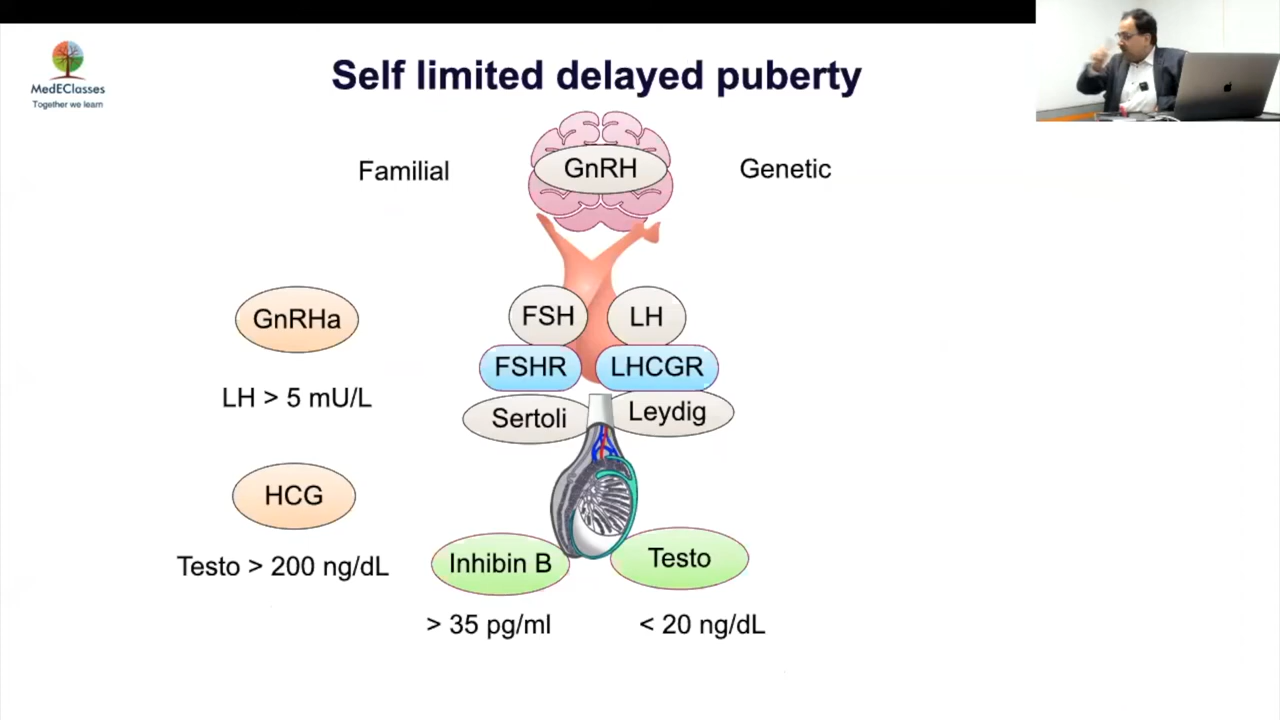 MedEClasses
Together we learn
Self limited delayed puberty
Familial
GnRH
Genetic
GnRHa
LH > 5 mU/L
HCG
Testo > 200 ng/dL
FSH
LH
FSHR
LHCGR
Sertoli
Leydig
Inhibin B
Testo
> 35 pg/ml
< 20 ng/dL